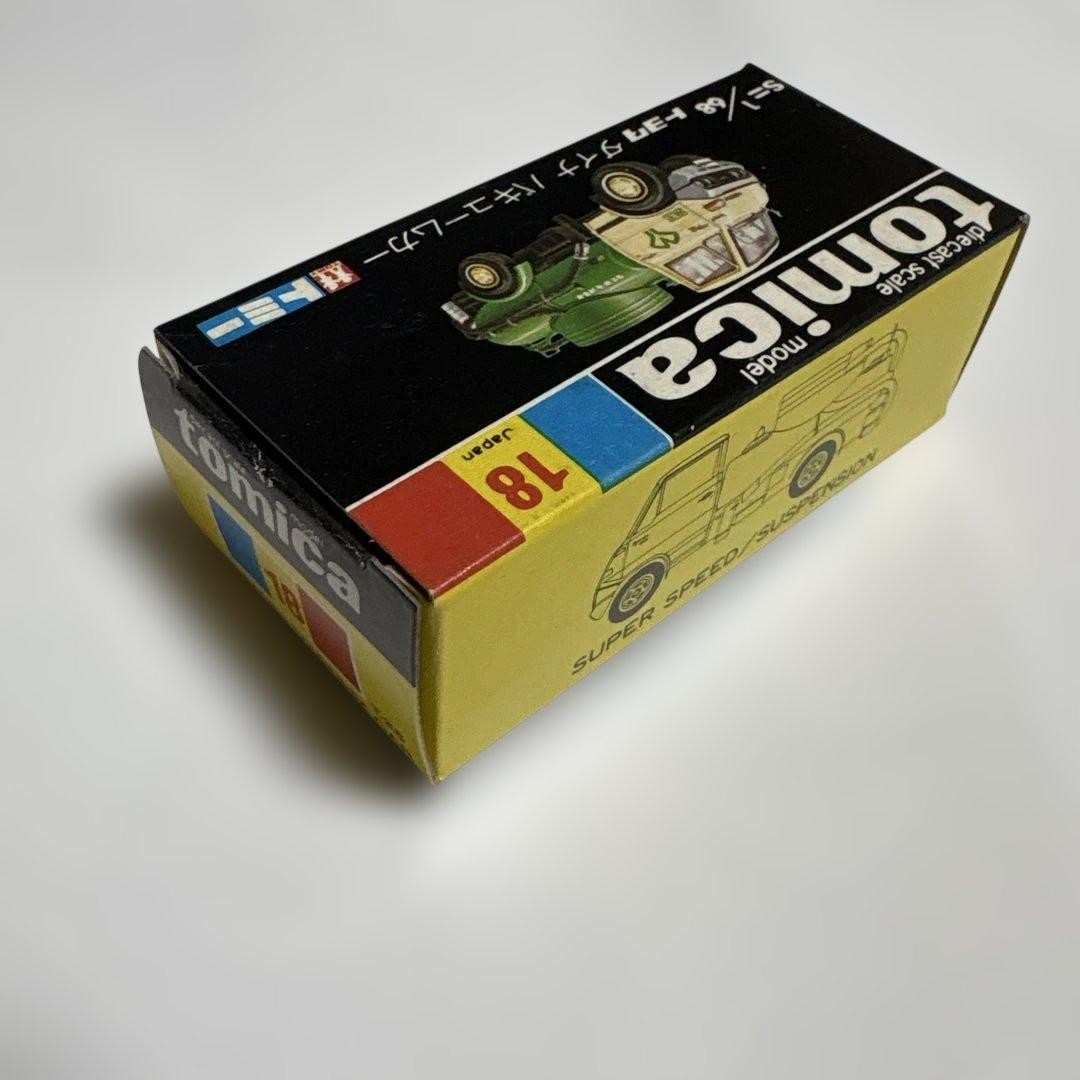 S=1/68 トヨタ ダイナ バキュームカー
トミー
tomica
diecast scale model
18
Japan
SUPER SPEED/SUSPENSION
tomica
18